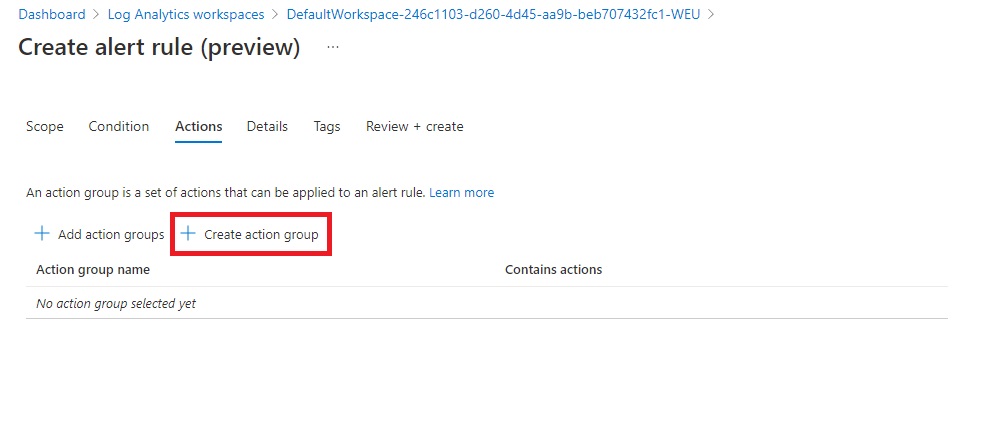 Dashboard > Log Analytics workspaces > DefaultWorkspace-246c1103-d260-4d45-aa9b-beb707432fc1-WEU >
Create alert rule (preview) ...
Scope Condition Actions Details Tags Review + create
An action group is a set of actions that can be applied to an alert rule. Learn more
+ Add action groups + Create action group
Action group name Contains actions
No action group selected yet